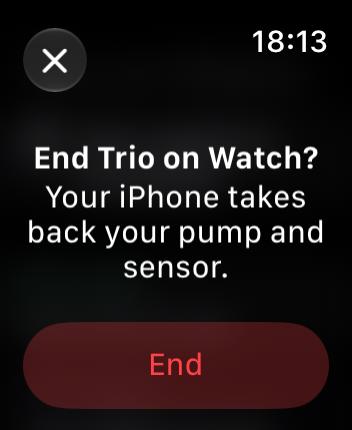 18:13
End Trio on Watch?
Your iPhone takes
back your pump and
sensor.
End